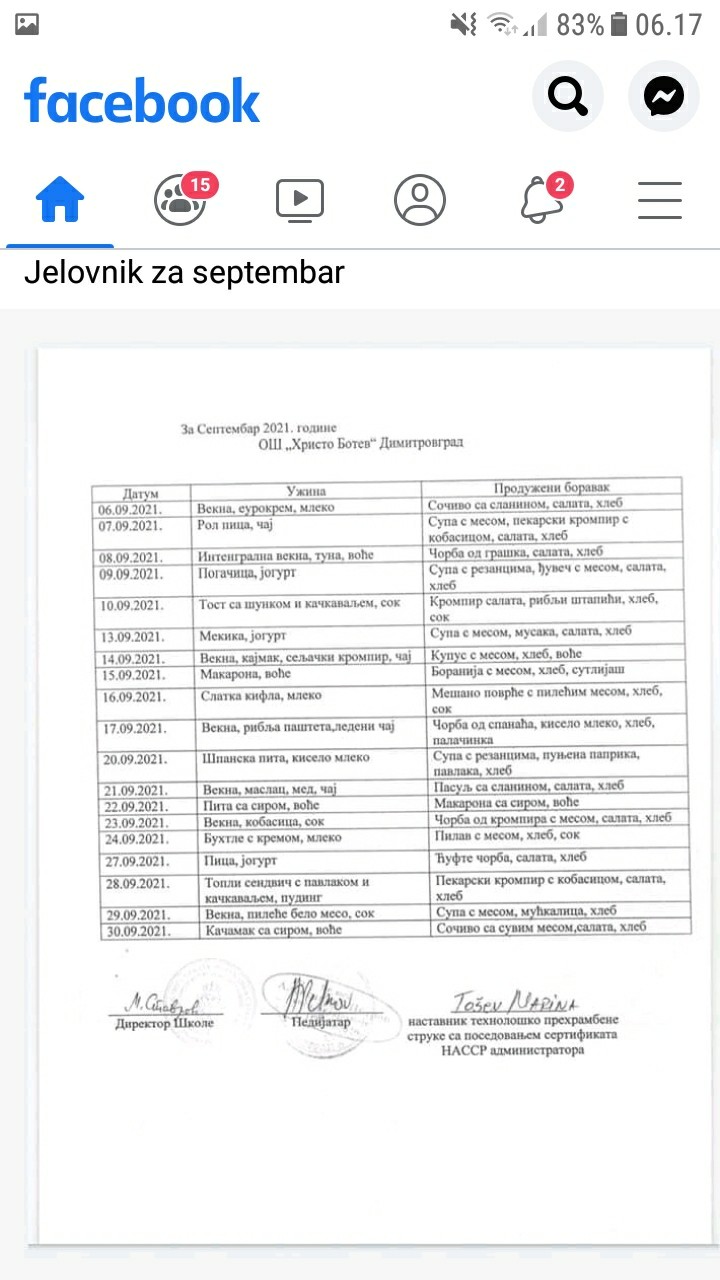 83% 06.17
facebook
15
2
Jelovnik za septembar
За Септембар 2021. године
ОШ „Христо Ботев“ Димитровград
Датум Ужина Продужени боравак
06.09.2021. Векна, еурокрем, млеко Сочиво са сланином, салата, хлеб
07.09.2021. Рол пица, чај Супа с месом, пекарски кромпир с
кобасицом, салата, хлеб
08.09.2021. Интенгрална векна, туна, воће Чорба од грашка, салата, хлеб
09.09.2021. Погачица, јогурт Супа с резанцима, ђувеч с месом, салата,
хлеб
10.09.2021. Тост са шунком и качкаваљем, сок Кромпир салата, рибљи штапићи, хлеб,
сок
13.09.2021. Мекика, јогурт Супа с месом, мусака, салата, хлеб
14.09.2021. Векна, кајмак, сељачки кромпир, чај Купус с месом, хлеб, воће
15.09.2021. Макарона, воће Боранија с месом, хлеб, сутлијаш
16.09.2021. Слатка кифла, млеко Мешано поврће с пилећим месом, хлеб,
сок
17.09.2021. Векна, рибља паштета,ледени чај Чорба од спанаћа, кисело млеко, хлеб,
палачинка
20.09.2021. Шпанска пита, кисело млеко Супа с резанцима, пуњена паприка,
павлака, хлеб
21.09.2021. Векна, маслац, мед, чај Пасуљ са сланином, салата, хлеб
22.09.2021. Пита са сиром, воће Макарона са сиром, воће
23.09.2021. Векна, кобасица, сок Чорба од кромпира с месом, салата, хлеб
24.09.2021. Бухтле с кремом, млеко Пилав с месом, хлеб, сок
27.09.2021. Пица, јогурт Ћуфте чорба, салата, хлеб
28.09.2021. Топли сендвич с павлаком и Пекарски кромпир с кобасицом, салата,
качкаваљем, пудинг хлеб
29.09.2021. Векна, пилеће бело месо, сок Супа с месом, мућкалица, хлеб
30.09.2021. Качамак са сиром, воће Сочиво са сувим месом,салата, хлеб
Tošev MARINA
Директор Школе Педијатар наставник технолошко прехрамбене
струке са поседовањем сертификата
НАССР администратора